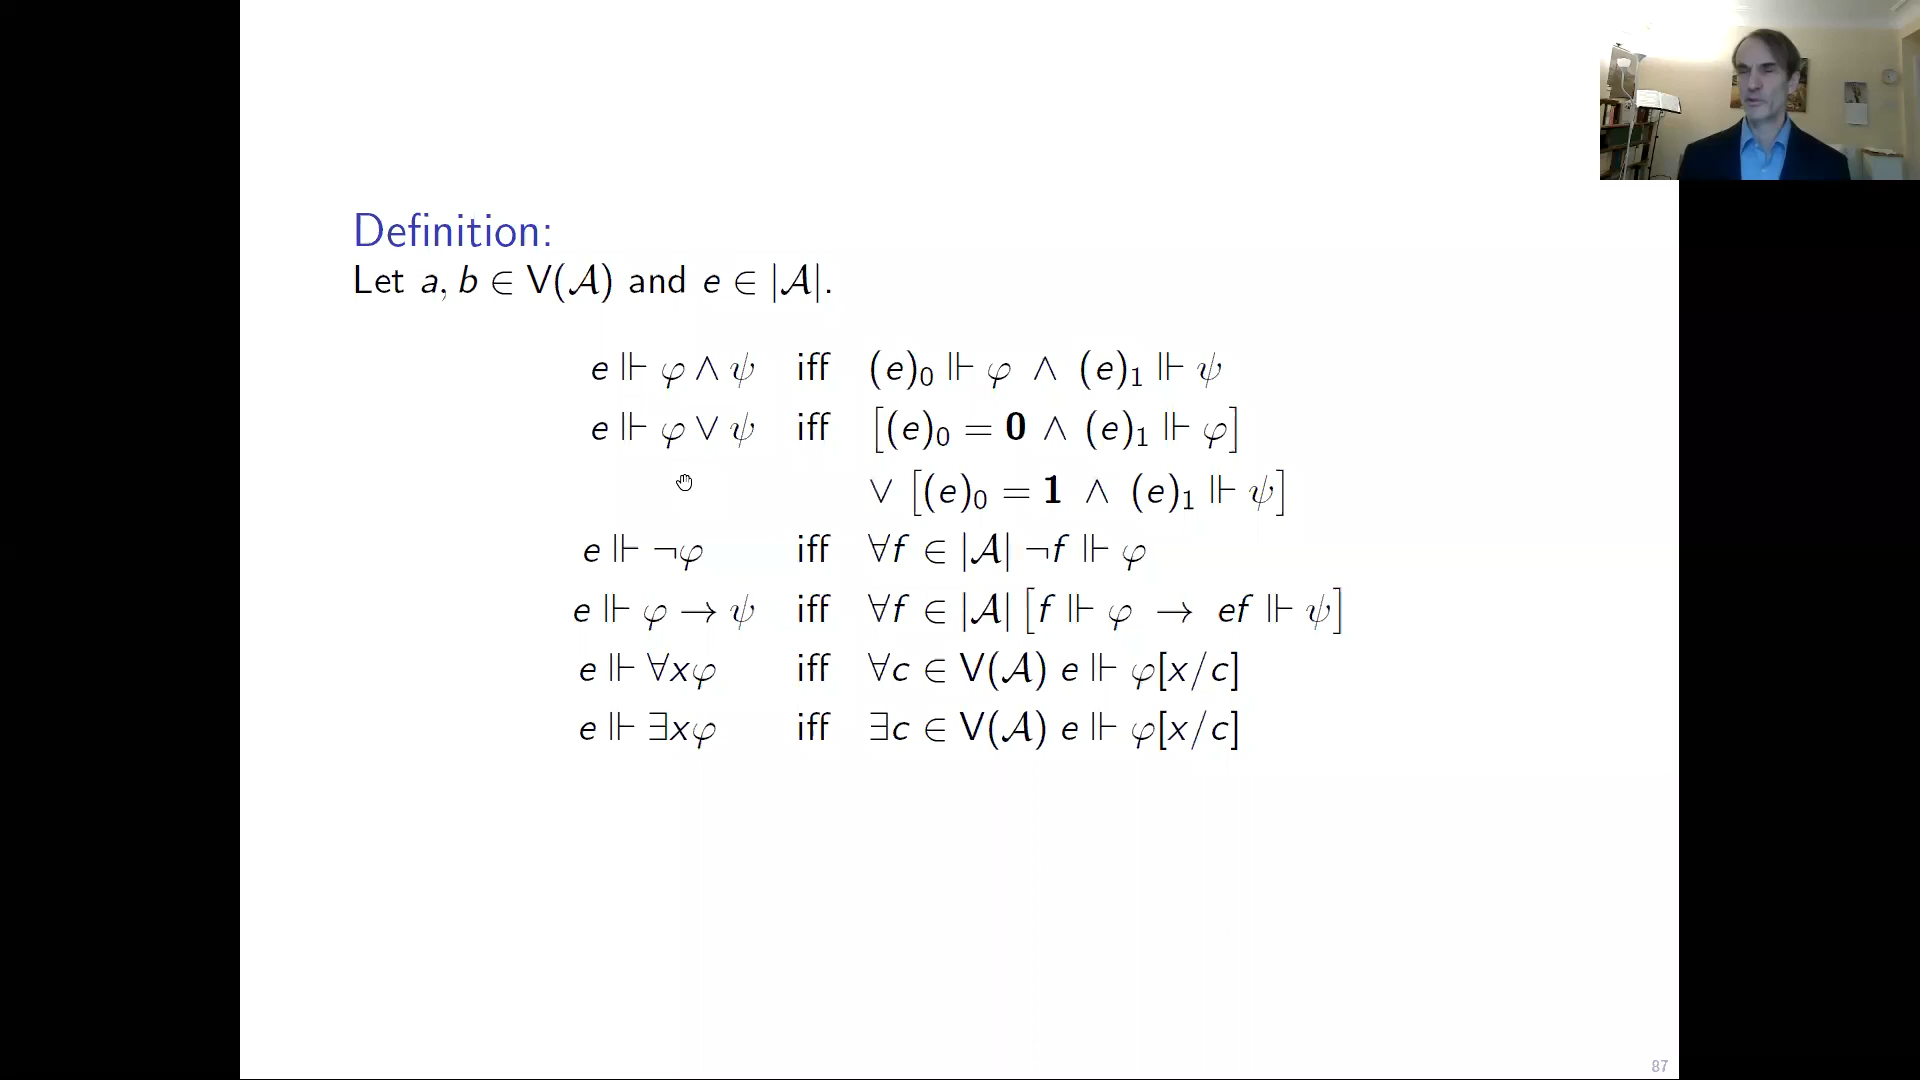 Definition:
Let a, b ∈ V(𝒜) and e ∈ |𝒜|.
e ⊩ φ ∧ ψ iff (e)₀ ⊩ φ ∧ (e)₁ ⊩ ψ
e ⊩ φ ∨ ψ iff [(e)₀ = 𝟎 ∧ (e)₁ ⊩ φ]
∨ [(e)₀ = 𝟏 ∧ (e)₁ ⊩ ψ]
e ⊩ ¬φ iff ∀f ∈ |𝒜| ¬f ⊩ φ
e ⊩ φ → ψ iff ∀f ∈ |𝒜| [f ⊩ φ → ef ⊩ ψ]
e ⊩ ∀xφ iff ∀c ∈ V(𝒜) e ⊩ φ[x/c]
e ⊩ ∃xφ iff ∃c ∈ V(𝒜) e ⊩ φ[x/c]
87